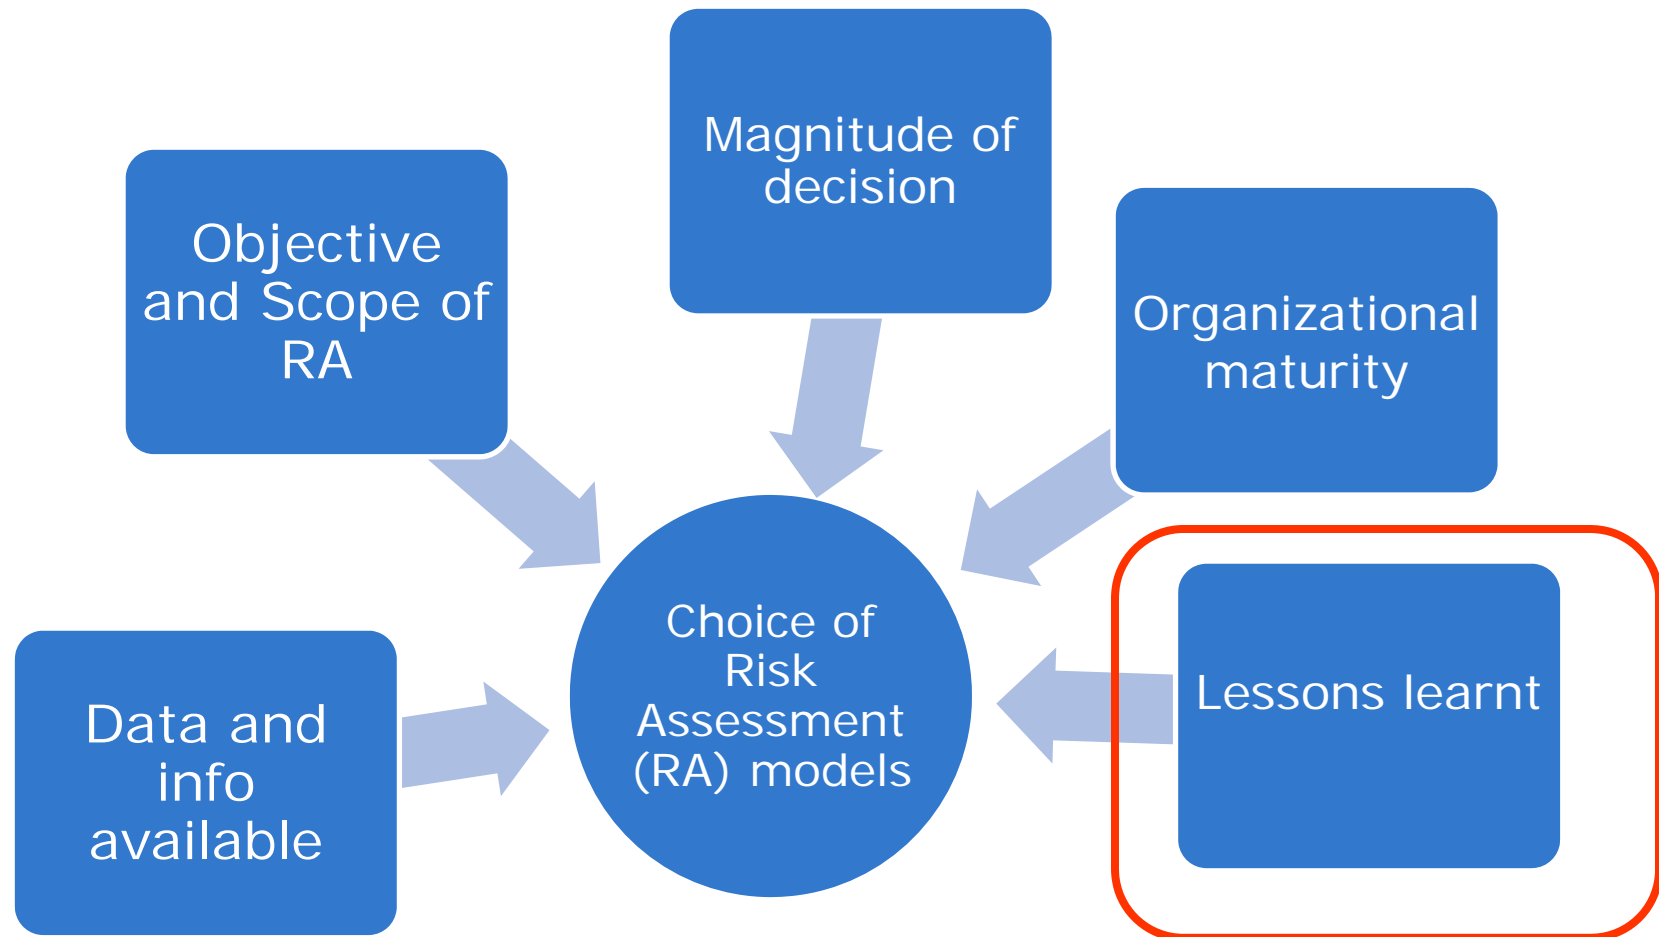 Magnitude of
decision
Objective
and Scope of
RA
Organizational
maturity
Choice of
Risk
Assessment
(RA) models
Lessons learnt
Data and
info
available